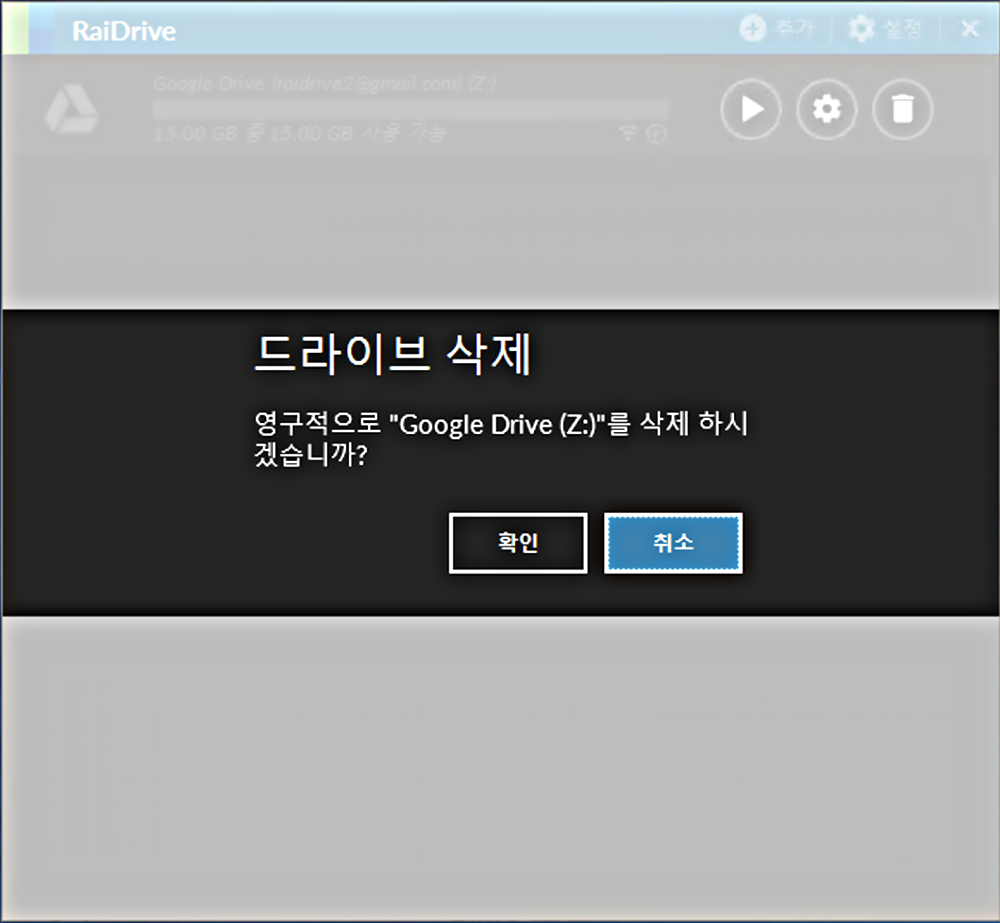 RaiDrive
추가
설정
Google Drive (raidrive2@gmail.com) (Z:)
15.00 GB 중 15.00 GB 사용 가능
드라이브 삭제
영구적으로 "Google Drive (Z:)"를 삭제 하시
겠습니까?
확인
취소